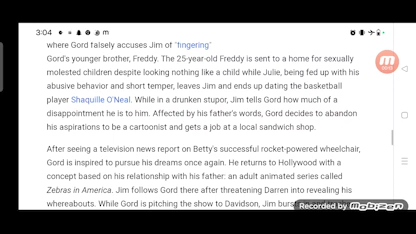 3:04
m
where Gord falsely accuses Jim of "fingering"
Gord's younger brother, Freddy. The 25-year-old Freddy is sent to a home for sexually
molested children despite looking nothing like a child while Julie, being fed up with his
abusive behavior and short temper, leaves Jim and ends up dating the basketball
player Shaquille O'Neal. While in a drunken stupor, Jim tells Gord how much of a
disappointment he is to him. Affected by his father's words, Gord decides to abandon
his aspirations to be a cartoonist and gets a job at a local sandwich shop.
After seeing a television news report on Betty's successful rocket-powered wheelchair,
Gord is inspired to pursue his dreams once again. He returns to Hollywood with a
concept based on his relationship with his father: an adult animated series called
Zebras in America. Jim follows Gord there after threatening Darren into revealing his
whereabouts. While Gord is pitching the show to Davidson, Jim burs
Recorded by Mobizen